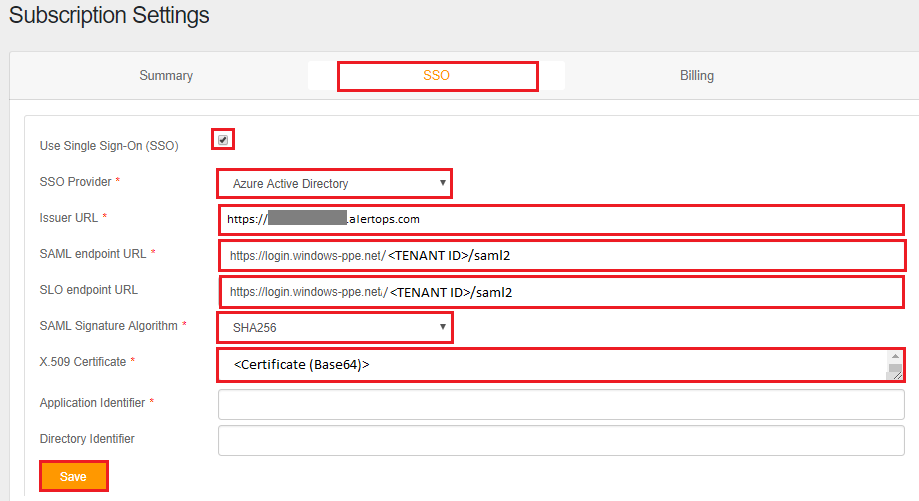 Subscription Settings
Summary SSO Billing
Use Single Sign-On (SSO)
SSO Provider * Azure Active Directory
Issuer URL * https:// .alertops.com
SAML endpoint URL * https://login.windows-ppe.net/ <TENANT ID>/saml2
SLO endpoint URL https://login.windows-ppe.net/ <TENANT ID>/saml2
SAML Signature Algorithm * SHA256
X.509 Certificate * <Certificate (Base64)>
Application Identifier *
Directory Identifier
Save